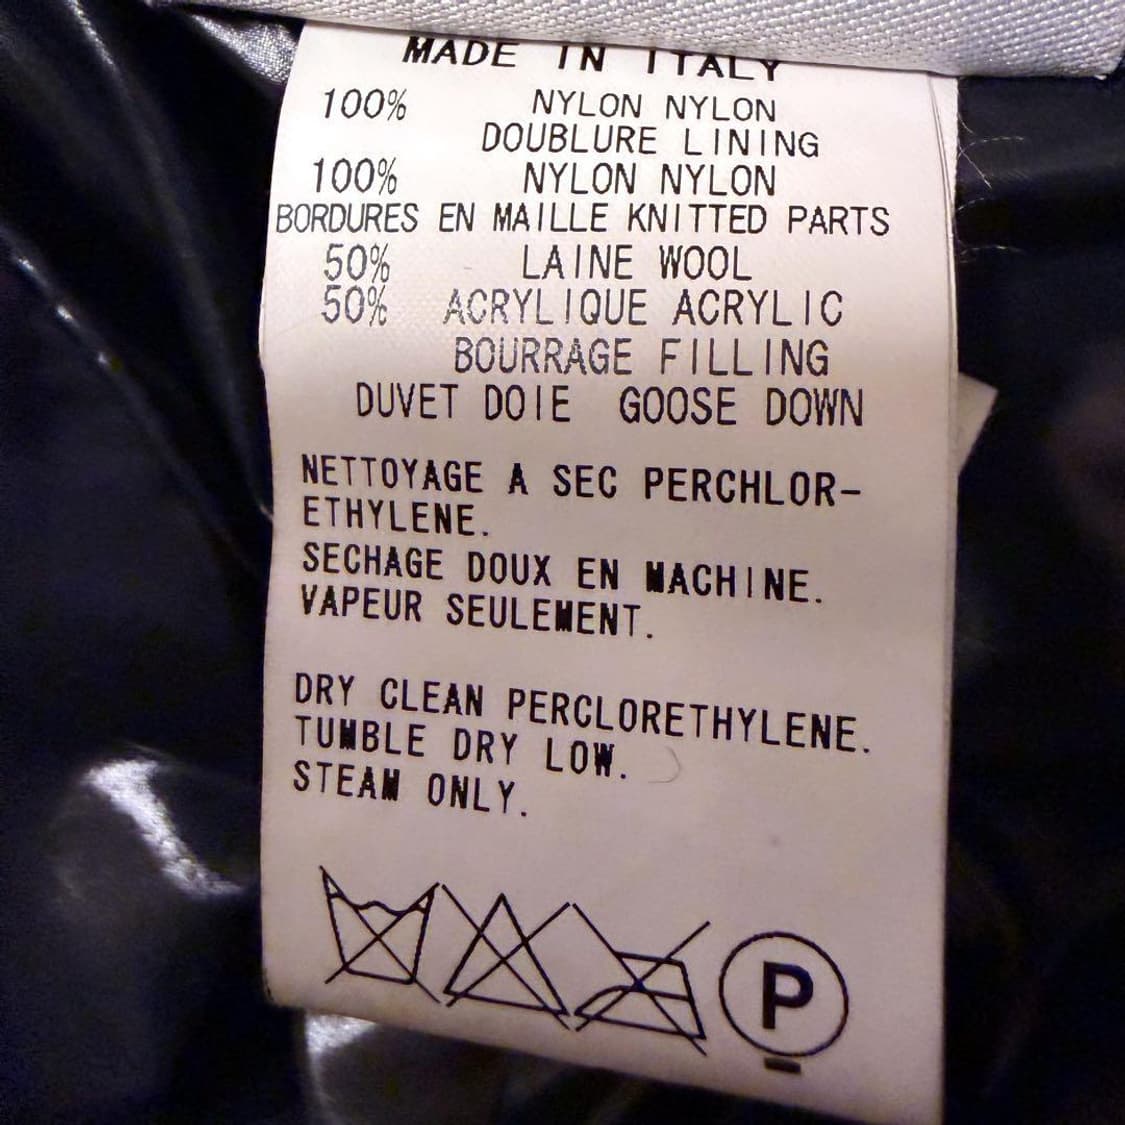 MADE IN ITALY
100% NYLON NYLON
DOUBLURE LINING
100% NYLON NYLON
BORDURES EN MAILLE KNITTED PARTS
50% LAINE WOOL
50% ACRYLIQUE ACRYLIC
BOURRAGE FILLING
DUVET DOIE GOOSE DOWN
NETTOYAGE A SEC PERCHLOR-
ETHYLENE.
SECHAGE DOUX EN MACHINE.
VAPEUR SEULEMENT.
DRY CLEAN PERCLORETHYLENE.
TUMBLE DRY LOW.
STEAM ONLY.
P